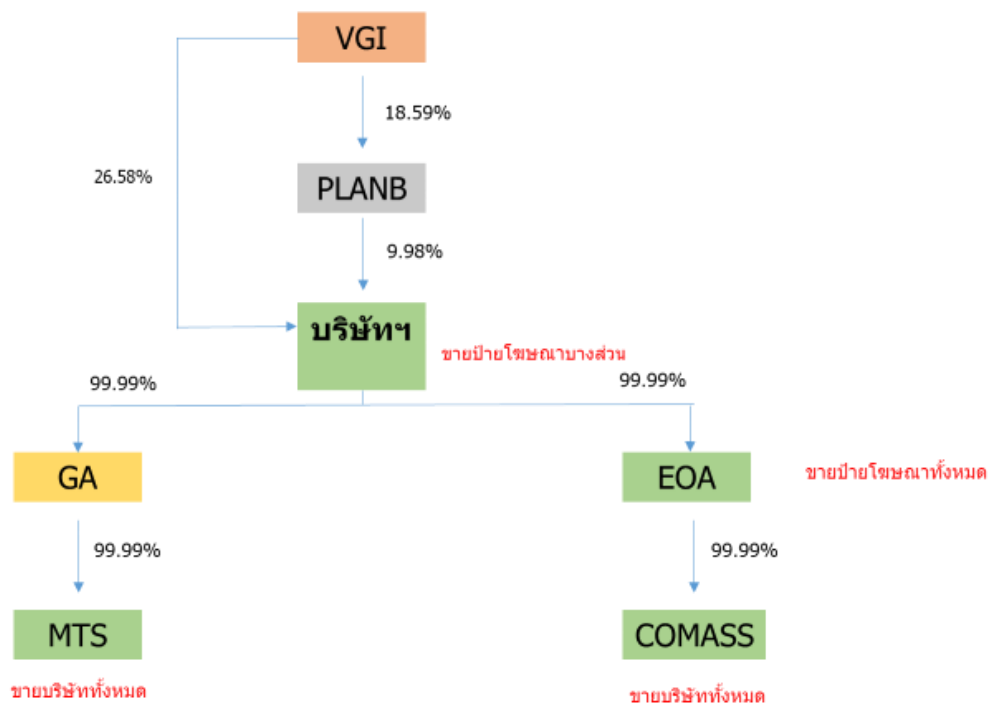 VGI
18.59%
26.58%
PLANB
9.98%
บริษัทฯ
ขายป้ายโฆษณาบางส่วน
99.99%
99.99%
GA
EOA
ขายป้ายโฆษณาทั้งหมด
99.99%
99.99%
MTS
COMASS
ขายบริษัททั้งหมด
ขายบริษัททั้งหมด